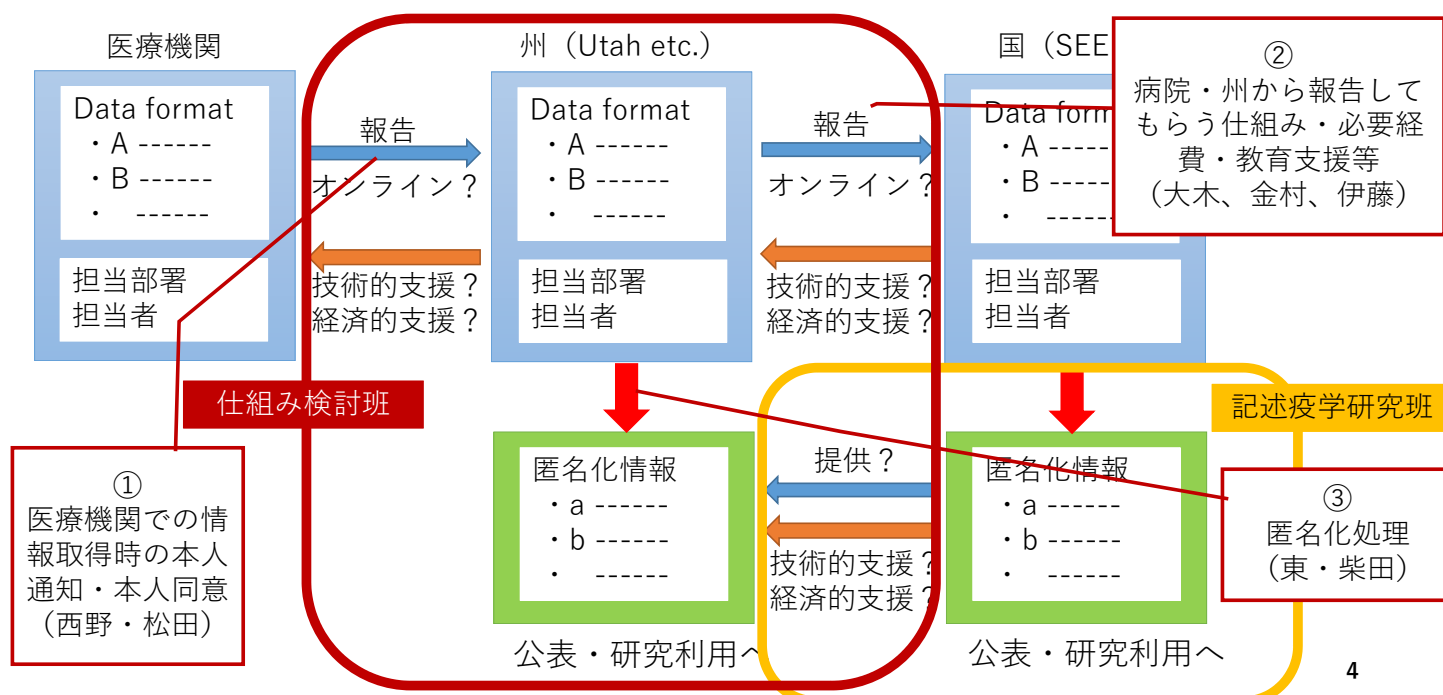 医療機関
Data format
・A ------
・B ------
・ ------
担当部署
担当者
報告
オンライン？
技術的支援？
経済的支援？
州（Utah etc.）
Data format
・A ------
・B ------
・ ------
担当部署
担当者
報告
オンライン？
技術的支援？
経済的支援？
国（SEE
Data form
・A -----
・B ------
・ ------
担当部署
担当者
②
病院・州から報告して
もらう仕組み・必要経
費・教育支援等
（大木、金村、伊藤）
仕組み検討班
記述疫学研究班
①
医療機関での情
報取得時の本人
通知・本人同意
（西野・松田）
匿名化情報
・a ------
・b ------
・ ------
公表・研究利用へ
提供？
技術的支援？
経済的支援？
匿名化情報
・a ------
・b ------
・ ------
公表・研究利用へ
③
匿名化処理
（東・柴田）
4